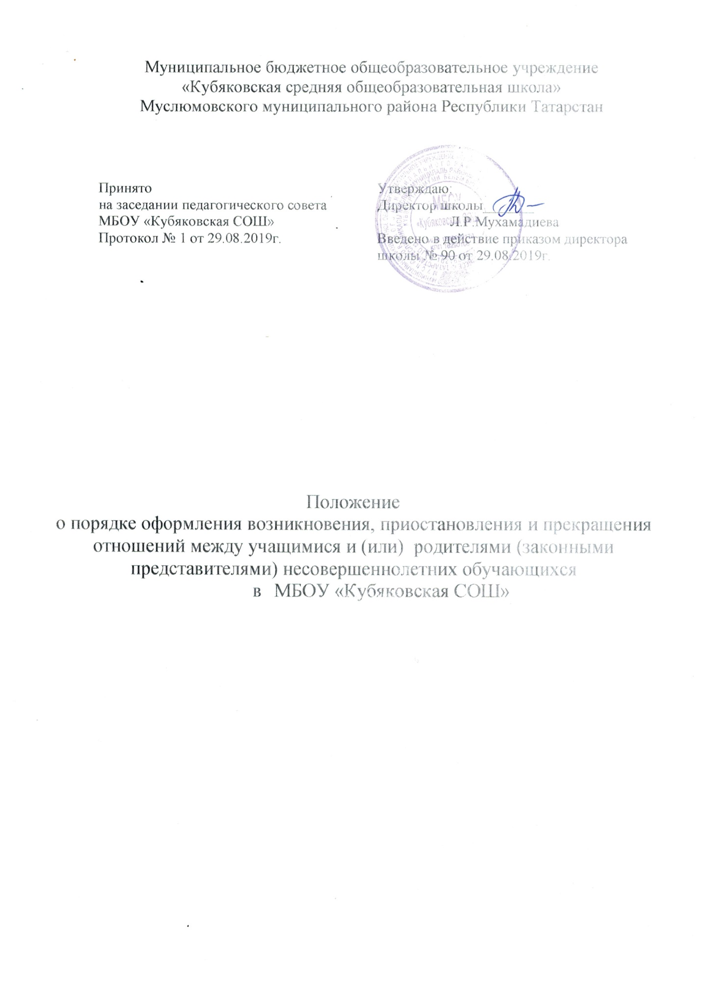 Муниципальное бюджетное общеобразовательное учреждение
«Кубяковская средняя общеобразовательная школа»
Муслюмовского муниципального района Республики Татарстан
Принято
на заседании педагогического совета
МБОУ «Кубяковская СОШ»
Протокол № 1 от 29.08.2019г.
Утверждаю:
Директор школы
Л.Р.Мухамадиева
Введено в действие приказом директора
школы № 90 от 29.08.2019г.
МБОУ
«Кубяковская
Положение
о порядке оформления возникновения, приостановления и прекращения
отношений между учащимися и (или) родителями (законными
представителями) несовершеннолетних обучающихся
в МБОУ «Кубяковская СОШ»